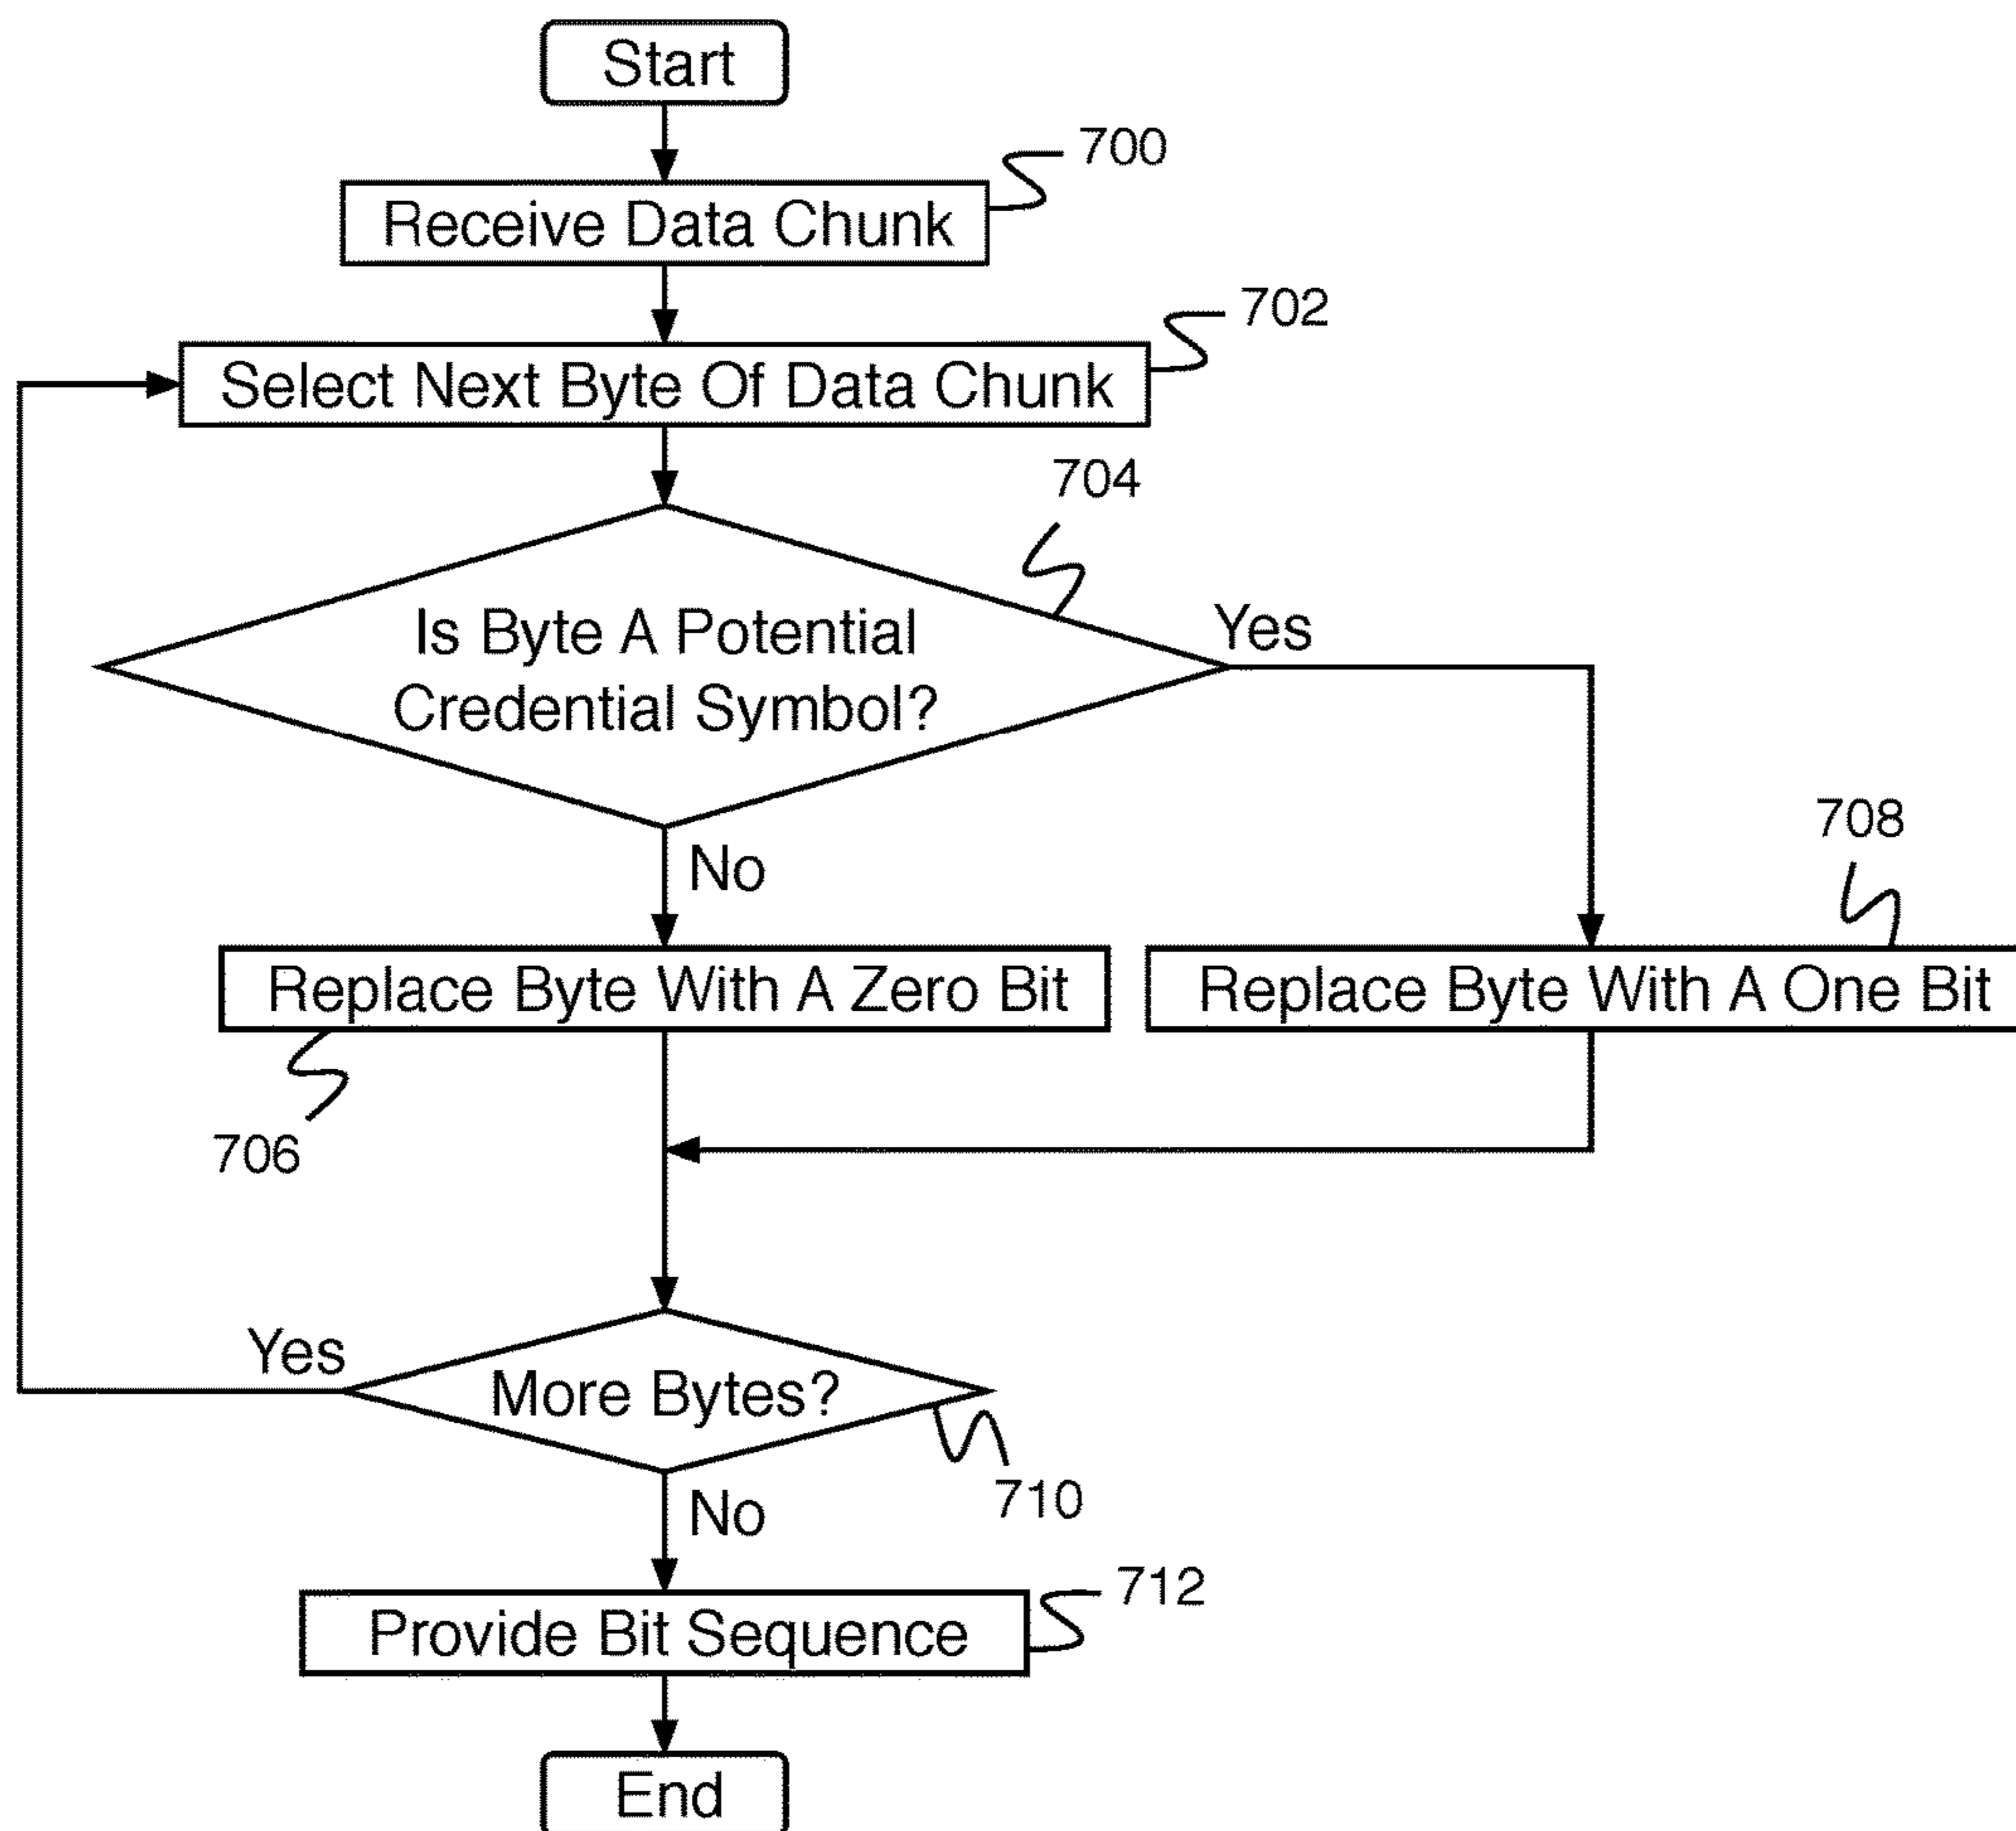 Start
700
Receive Data Chunk
702
Select Next Byte Of Data Chunk
704
Is Byte A Potential
Credential Symbol?
Yes
No
708
Replace Byte With A Zero Bit
Replace Byte With A One Bit
706
Yes
More Bytes?
710
No
712
Provide Bit Sequence
End